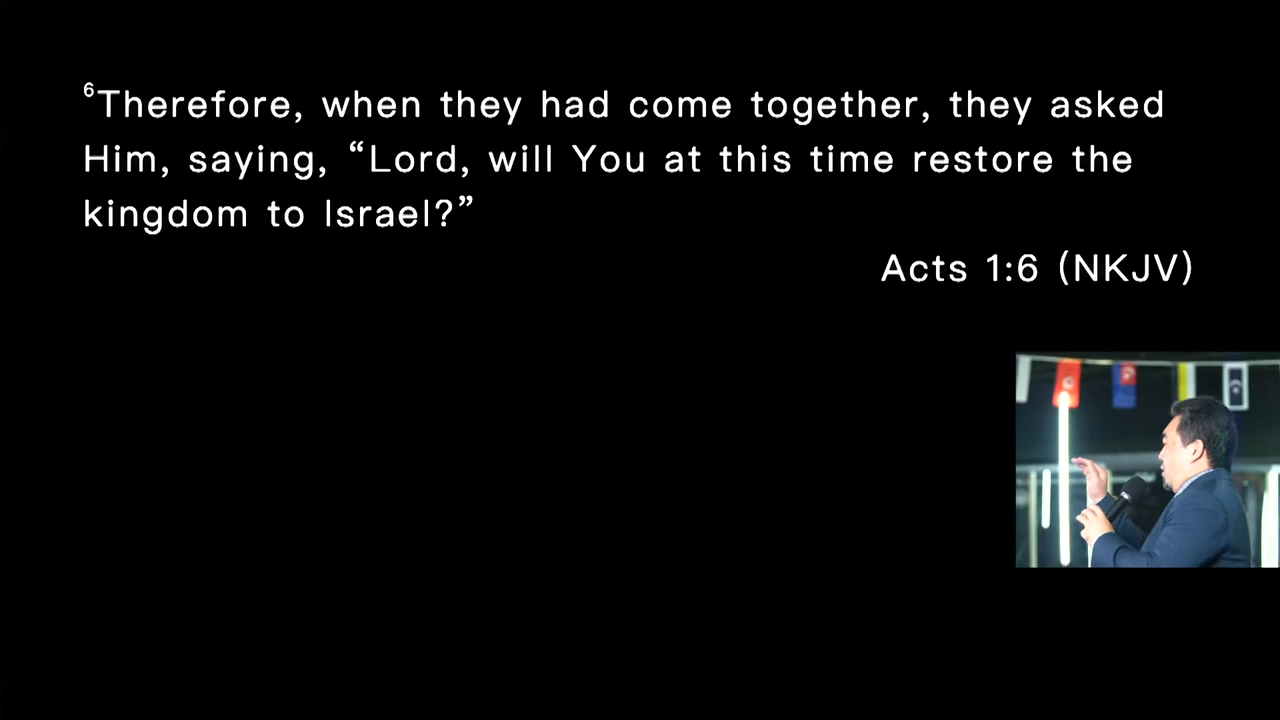 ⁶Therefore, when they had come together, they asked
Him, saying, “Lord, will You at this time restore the
kingdom to Israel?”
Acts 1:6 (NKJV)